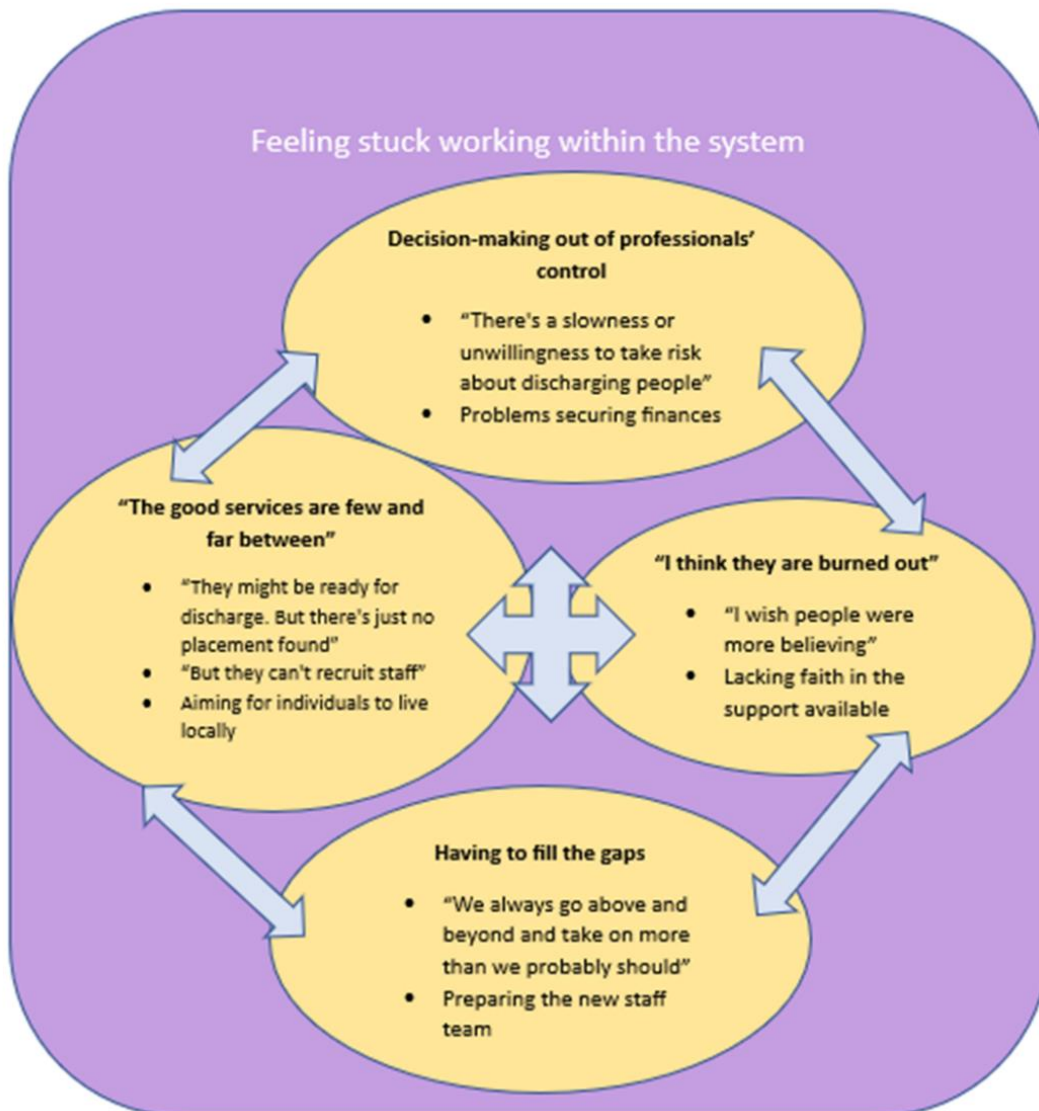 Feeling stuck working within the system
Decision-making out of professionals’
control
• “There's a slowness or
unwillingness to take risk
about discharging people”
• Problems securing finances
“The good services are few and
far between”
• “They might be ready for
discharge. But there's just no
placement found”
• “But they can't recruit staff”
• Aiming for individuals to live
locally
“I think they are burned out”
• “I wish people were
more believing”
• Lacking faith in the
support available
Having to fill the gaps
• “We always go above and
beyond and take on more
than we probably should”
• Preparing the new staff
team